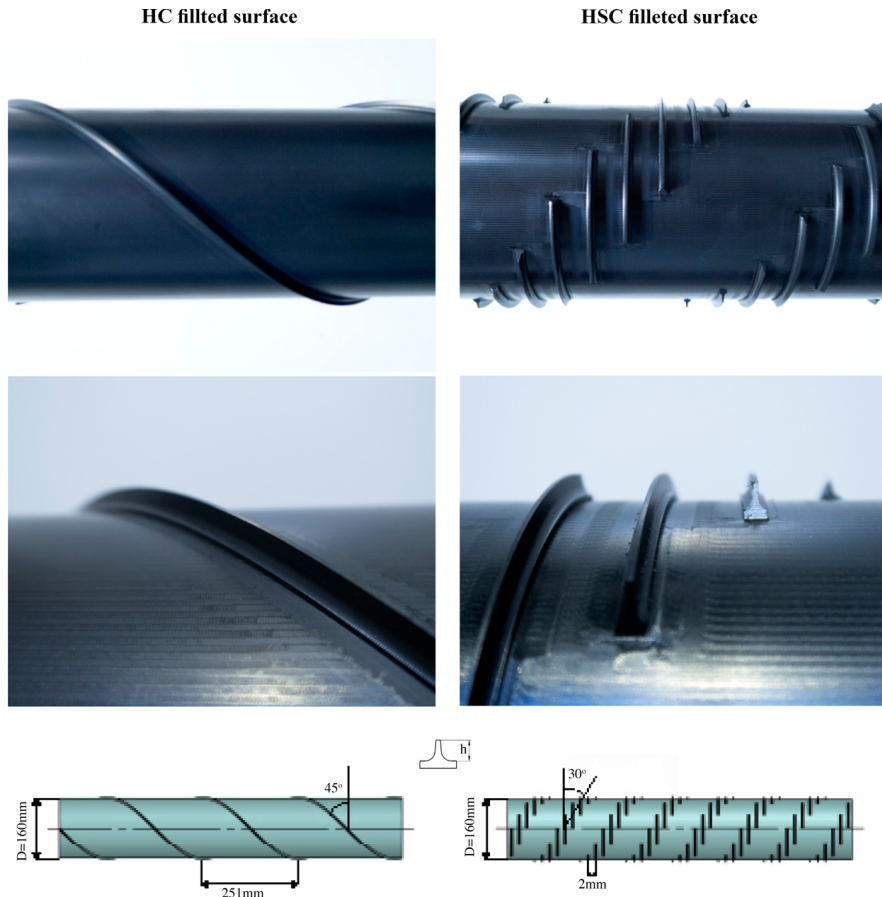 HC fillted surface
HSC filleted surface
h
45°
30°
D=160mm
D=160mm
251mm
2mm